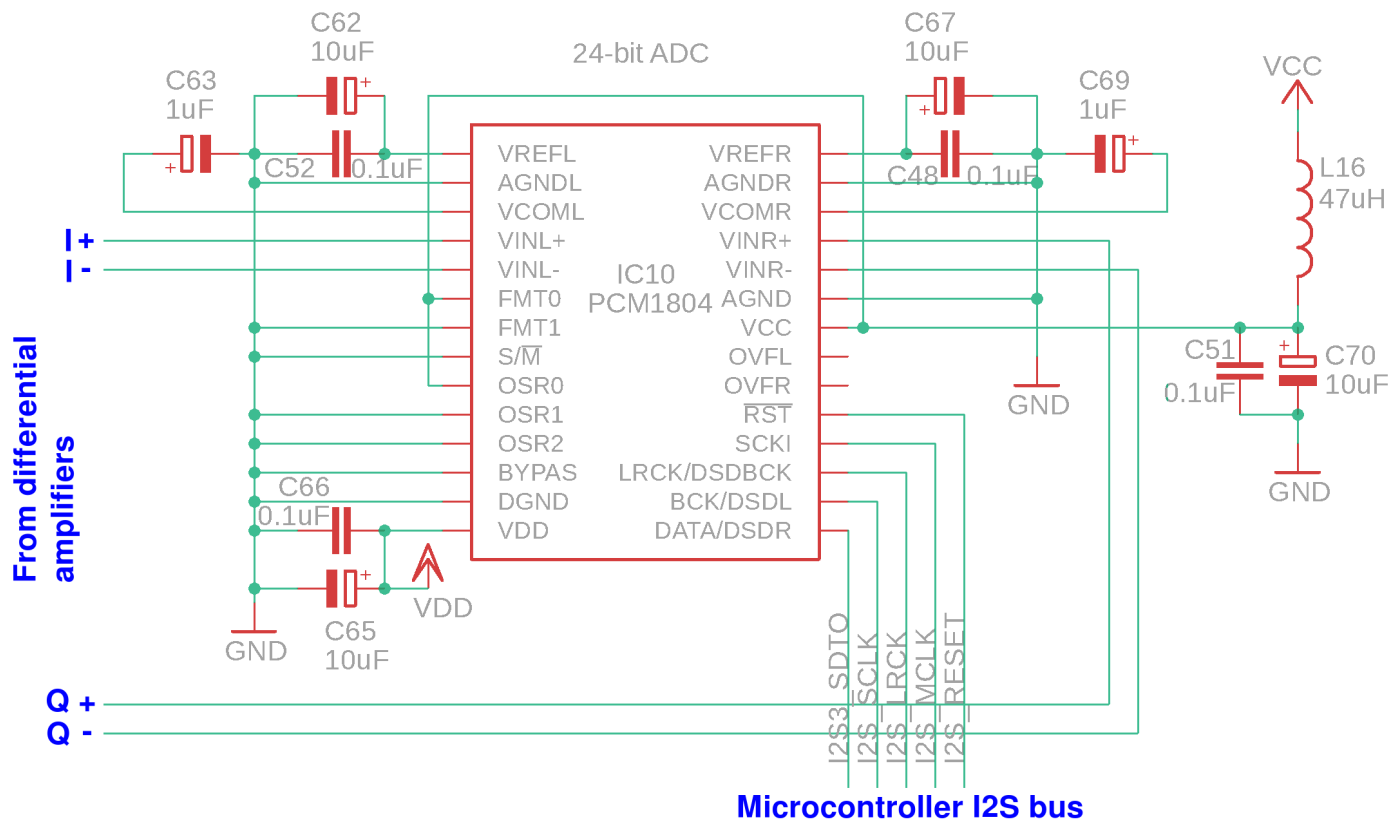 C62
10uF
C67
10uF
24-bit ADC
VCC
C63
1uF
C69
1uF
C52
0.1uF
C48
0.1uF
L16
47uH
VREFL
AGNDL
VCOML
VINL+
VINL-
FMT0
FMT1
S/M
OSR0
OSR1
OSR2
BYPAS
DGND
VDD
IC10
PCM1804
VREFR
AGNDR
VCOMR
VINR+
VINR-
AGND
VCC
OVFL
OVFR
RST
SCKI
LRCK/DSDBCK
BCK/DSDL
DATA/DSDR
I +
I -
From differential
amplifiers
C51
0.1uF
C70
10uF
GND
GND
C66
0.1uF
VDD
GND
C65
10uF
I2S3_SDTO
I2S_SCLK
I2S_LRCK
I2S_MCLK
I2S_RESET
Q +
Q -
Microcontroller I2S bus